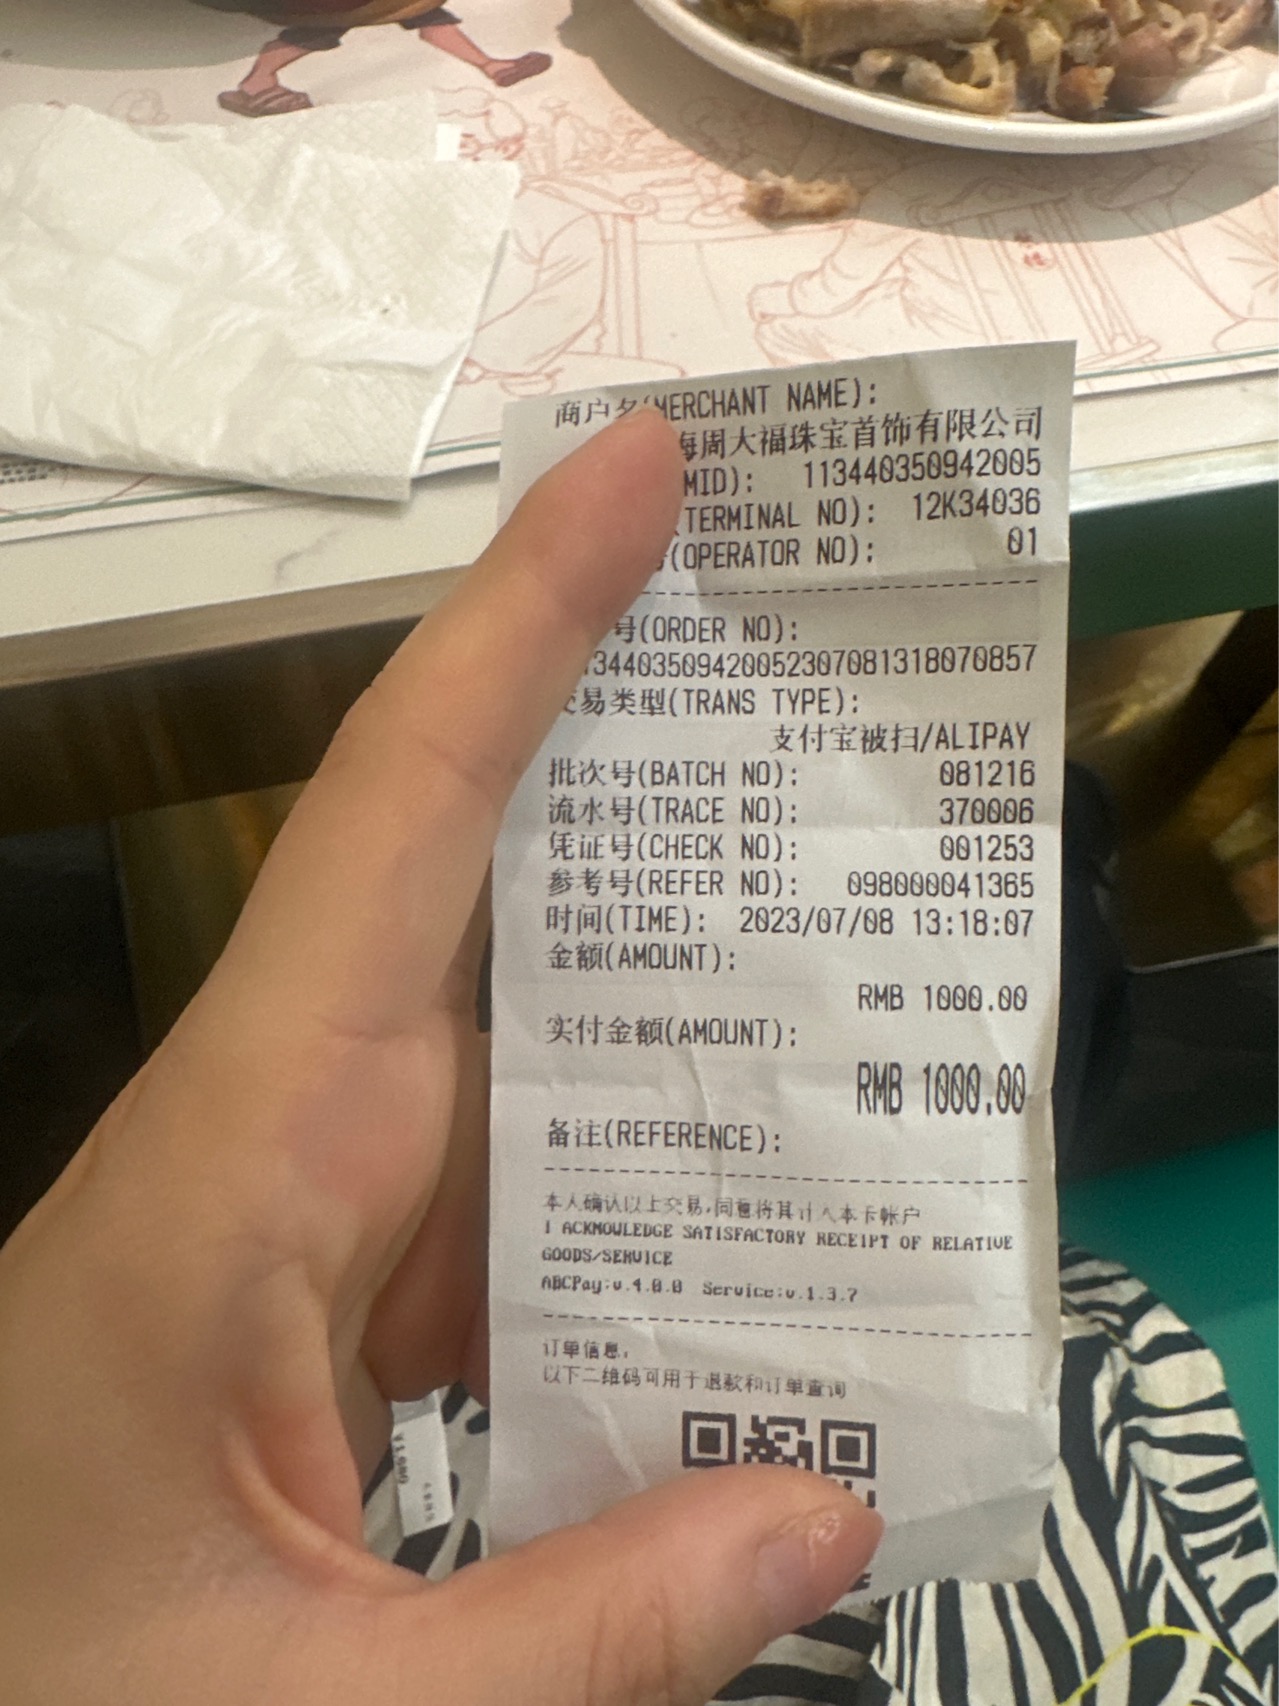 商户名(MERCHANT NAME):
海周大福珠宝首饰有限公司
MID): 113440350942005
(TERMINAL NO): 12K34036
号(OPERATOR NO): 01
号(ORDER NO):
13440350942005230708131807​0857
交易类型(TRANS TYPE):
支付宝被扫/ALIPAY
批次号(BATCH NO): 081216
流水号(TRACE NO): 370006
凭证号(CHECK NO): 001253
参考号(REFER NO): 098000041365
时间(TIME): 2023/07/08 13:18:07
金额(AMOUNT):
RMB 1000.00
实付金额(AMOUNT):
RMB 1000.00
备注(REFERENCE):
本人确认以上交易,同意将其计入本卡帐户
I ACKNOWLEDGE SATISFACTORY RECEIPT OF RELATIVE
GOODS/SERVICE
ABCPay:v.4.0.0 Service:v.1.3.7
订单信息,
以下二维码可用于退款和订单查询